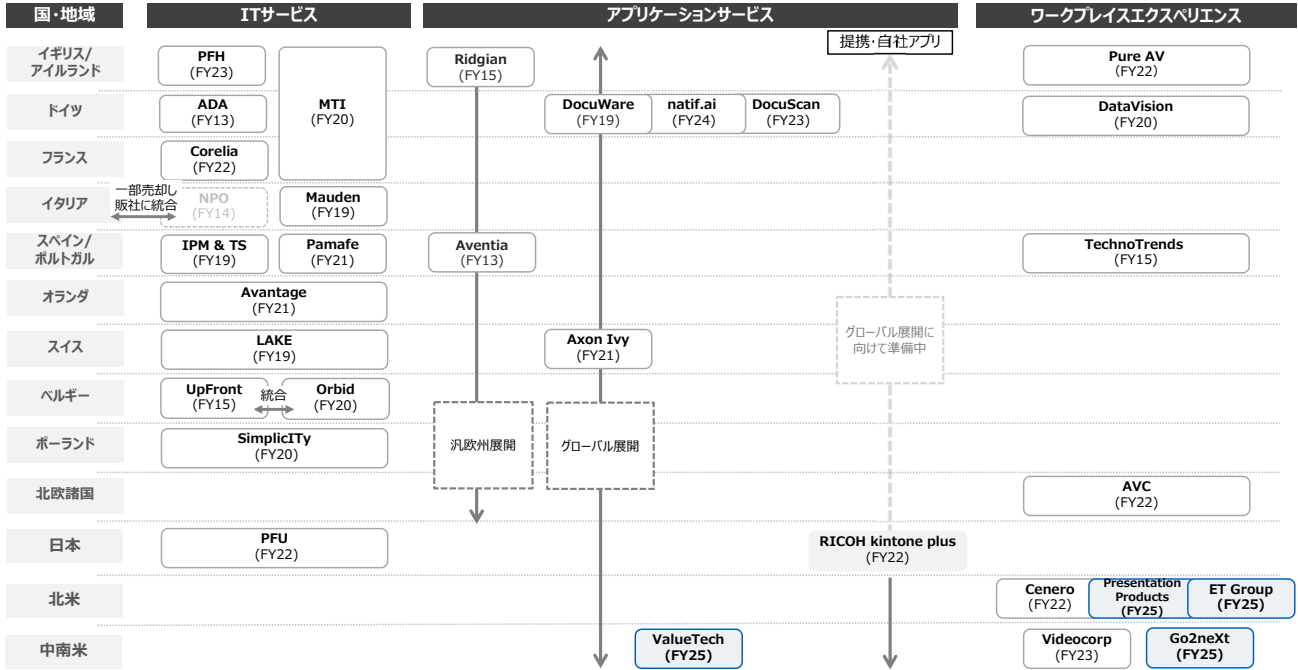 国・地域
ITサービス
アプリケーションサービス
ワークプレイスエクスペリエンス
提携・自社アプリ
イギリス/
アイルランド
PFH
(FY23)
MTI
(FY20)
Ridgian
(FY15)
Pure AV
(FY22)
ドイツ
ADA
(FY13)
DocuWare
(FY19)
natif.ai
(FY24)
DocuScan
(FY23)
DataVision
(FY20)
フランス
Corelia
(FY22)
イタリア
一部売却し
販社に統合
NPO
(FY14)
Mauden
(FY19)
スペイン/
ポルトガル
IPM & TS
(FY19)
Pamafe
(FY21)
Aventia
(FY13)
TechnoTrends
(FY15)
オランダ
Avantage
(FY21)
スイス
LAKE
(FY19)
Axon Ivy
(FY21)
グローバル展開に
向けて準備中
ベルギー
UpFront
(FY15)
統合
Orbid
(FY20)
ポーランド
SimplicITy
(FY20)
汎欧州展開
グローバル展開
北欧諸国
AVC
(FY22)
日本
PFU
(FY22)
RICOH kintone plus
(FY22)
北米
Cenero
(FY22)
Presentation
Products
(FY25)
ET Group
(FY25)
中南米
ValueTech
(FY25)
Videocorp
(FY23)
Go2neXt
(FY25)